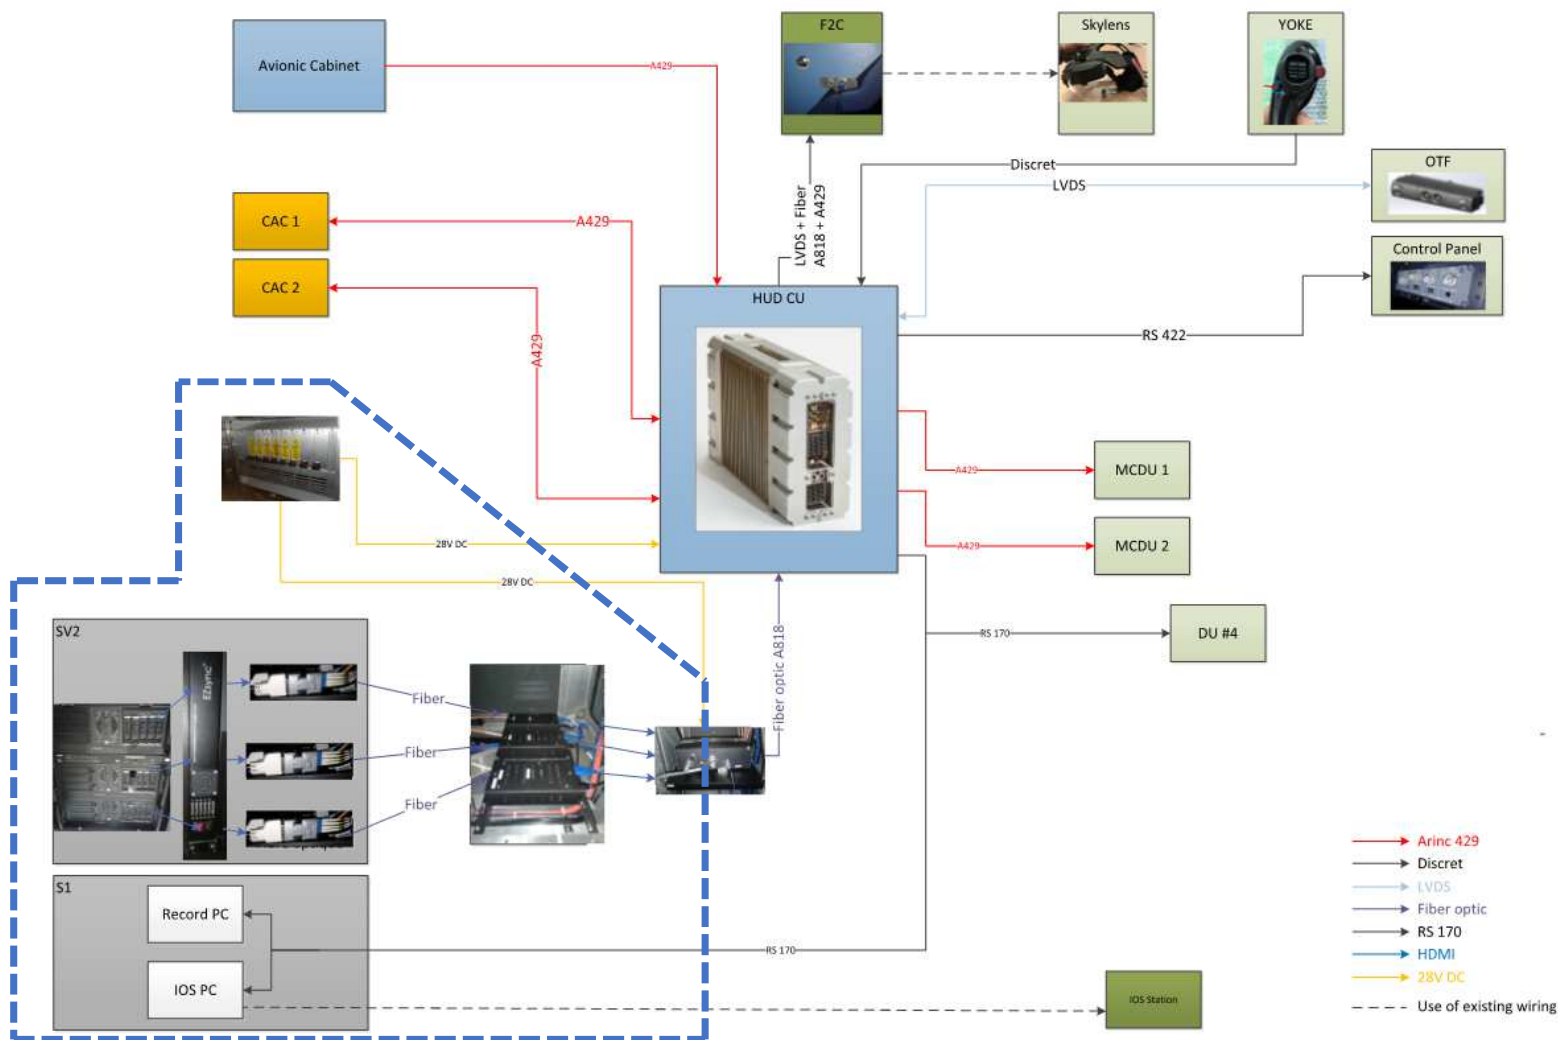 F2C
Skylens
YOKE
Avionic Cabinet
A429
Discret
OTF
LVDS
LVDS + Fiber
A818 + A429
CAC 1
A429
Control Panel
CAC 2
HUD CU
RS 422
A429
MCDU 1
A429
28V DC
MCDU 2
A429
28V DC
SV2
EZsync
DU #4
RS 170
Fiber optic A818
Fiber
Fiber
Fiber
S1
Record PC
RS 170
IOS PC
IOS Station
Arinc 429
Discret
LVDS
Fiber optic
RS 170
HDMI
28V DC
Use of existing wiring